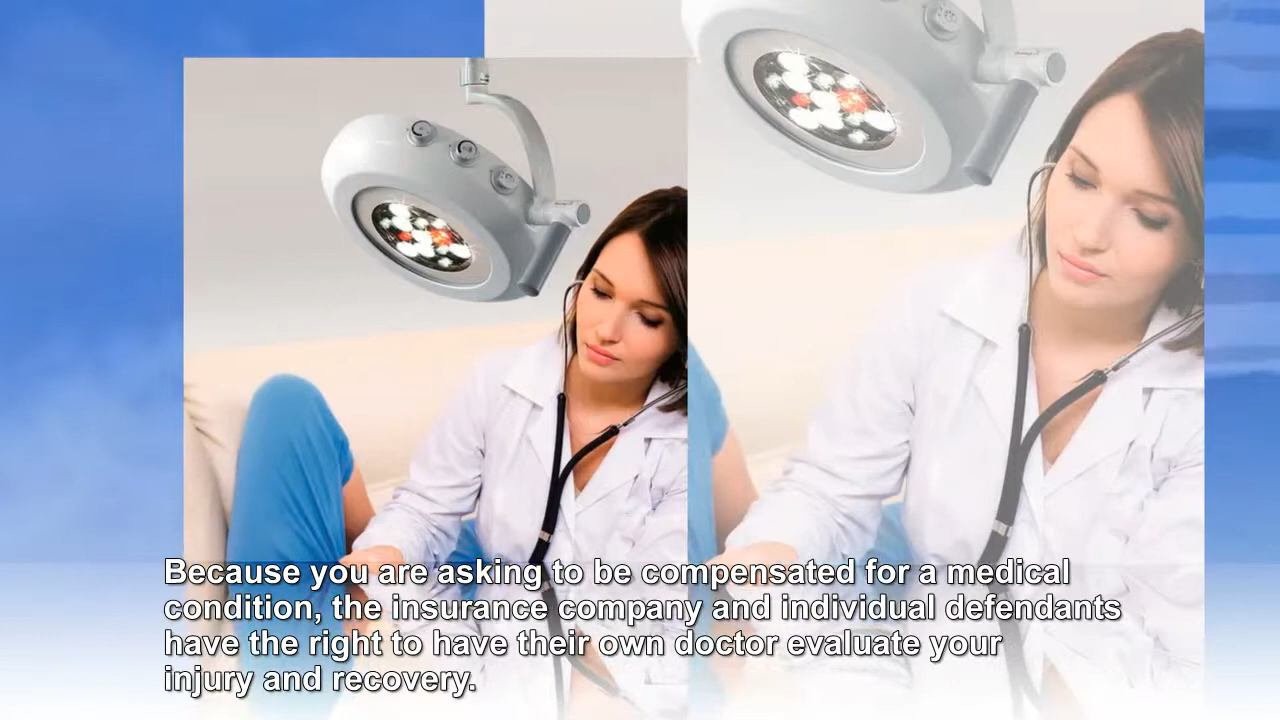 Because you are asking to be compensated for a medical
condition, the insurance company and individual defendants
have the right to have their own doctor evaluate your
injury and recovery.